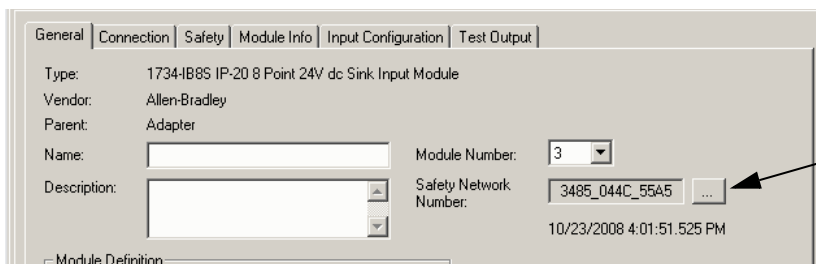 General Connection Safety Module Info Input Configuration Test Output
Type: 1734-IB8S IP-20 8 Point 24V dc Sink Input Module
Vendor: Allen-Bradley
Parent: Adapter
Name: Module Number: 3
Description: Safety Network Number: 3485_044C_55A5 ...
10/23/2008 4:01:51.525 PM
Module Definition